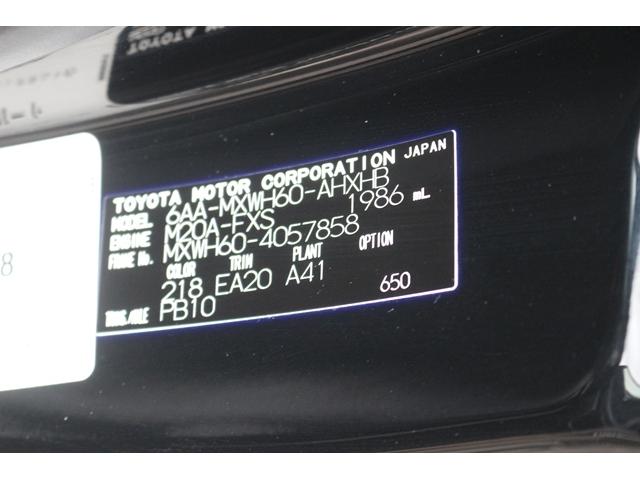 TOYOTA MOTOR CORPORATION JAPAN
MODEL 6AA-MXWH60-AHXHB
ENGINE M20A-FXS 1986 mL
FRAME No. MXWH60-4057858
COLOR TRIM PLANT OPTION
218 EA20 A41
TRANS./AXLE PB10 650
8